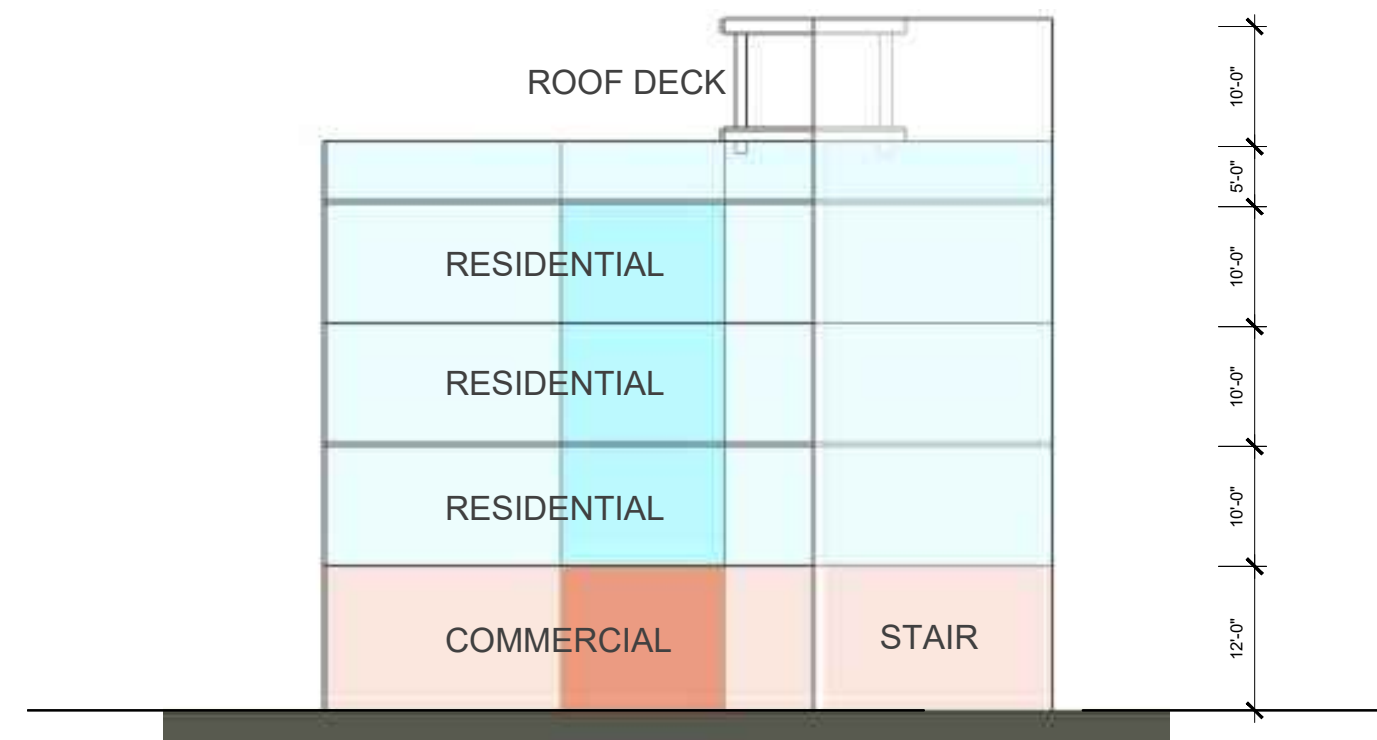 ROOF DECK
10'-0"
5'-0"
RESIDENTIAL
10'-0"
RESIDENTIAL
10'-0"
RESIDENTIAL
10'-0"
COMMERCIAL
STAIR
12'-0"